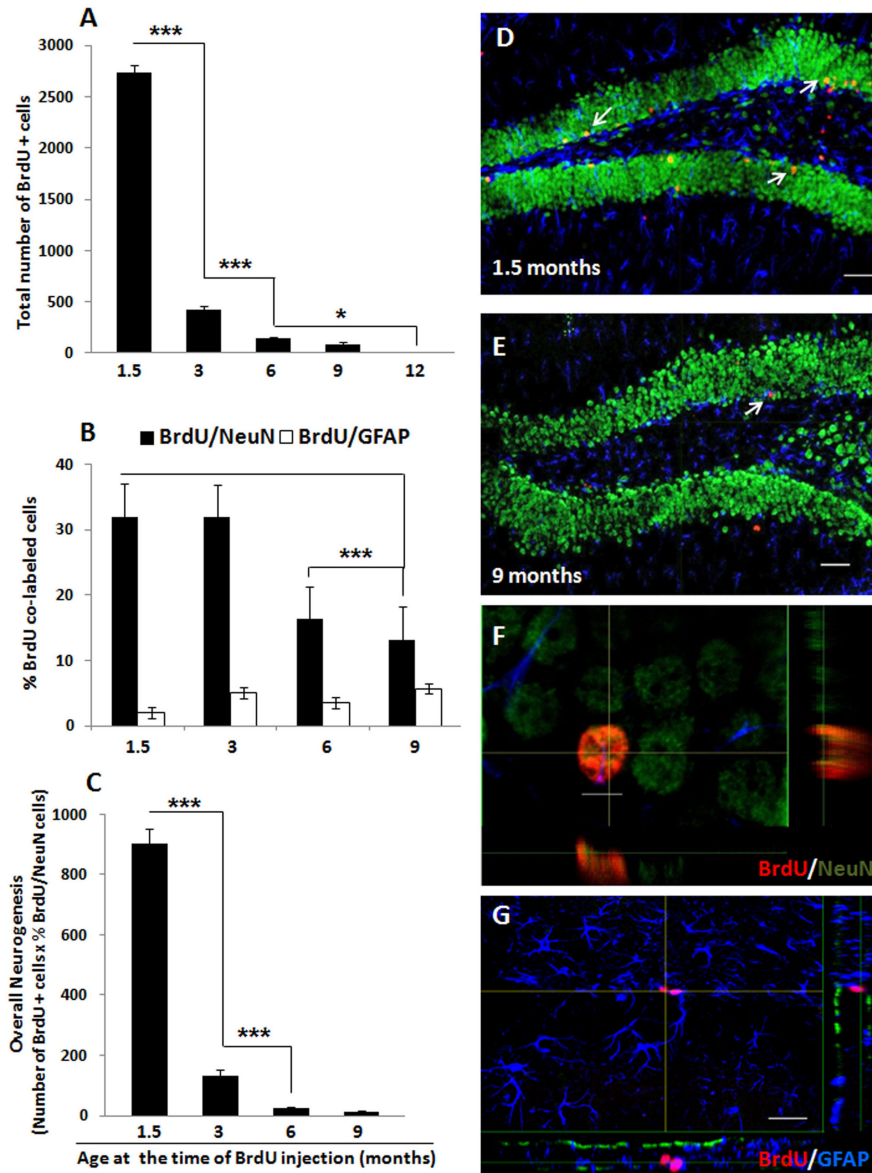 A
***
***
*
Total number of BrdU + cells
3000
2500
2000
1500
1000
500
0
1.5 3 6 9 12
B
BrdU/NeuN BrdU/GFAP
***
% BrdU co-labeled cells
40
30
20
10
0
1.5 3 6 9
C
***
***
Overall Neurogenesis
(Number of BrdU + cells x % BrdU/NeuN cells)
1000
800
600
400
200
0
1.5 3 6 9
Age at the time of BrdU injection (months)
D
1.5 months
E
9 months
F
BrdU/NeuN
G
BrdU/GFAP